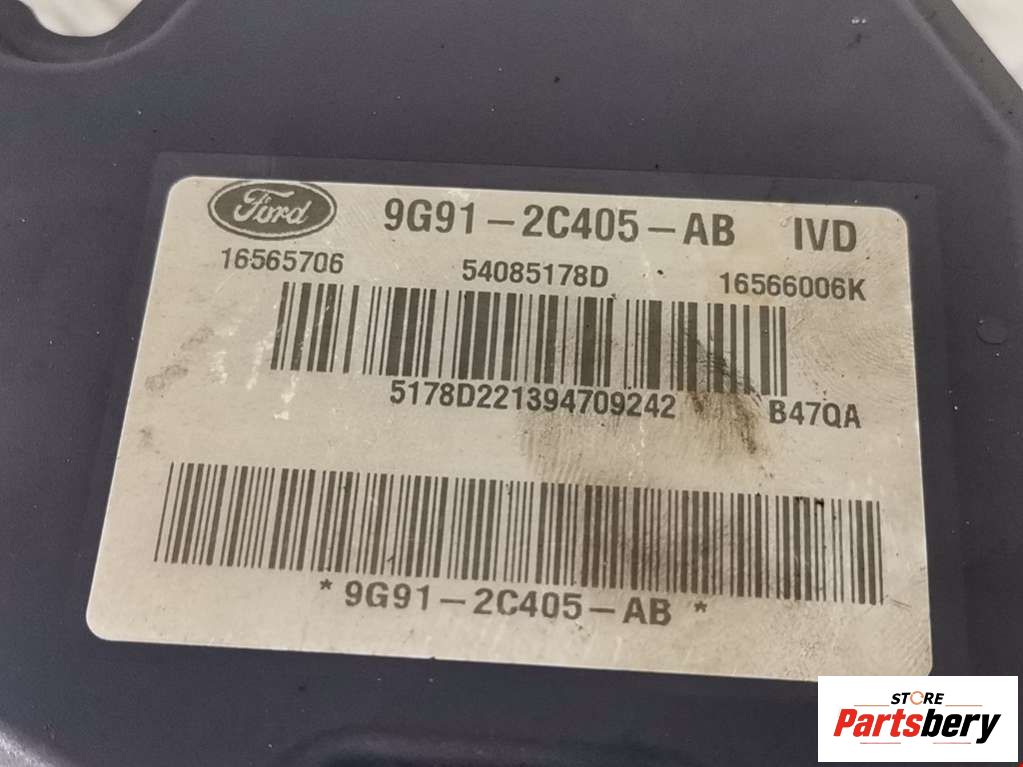 Ford 9G91-2C405-AB IVD
16565706 54085178D 16566006K
5178D221394709242 B47QA
* 9G91-2C405-AB *
STORE
Partsbery